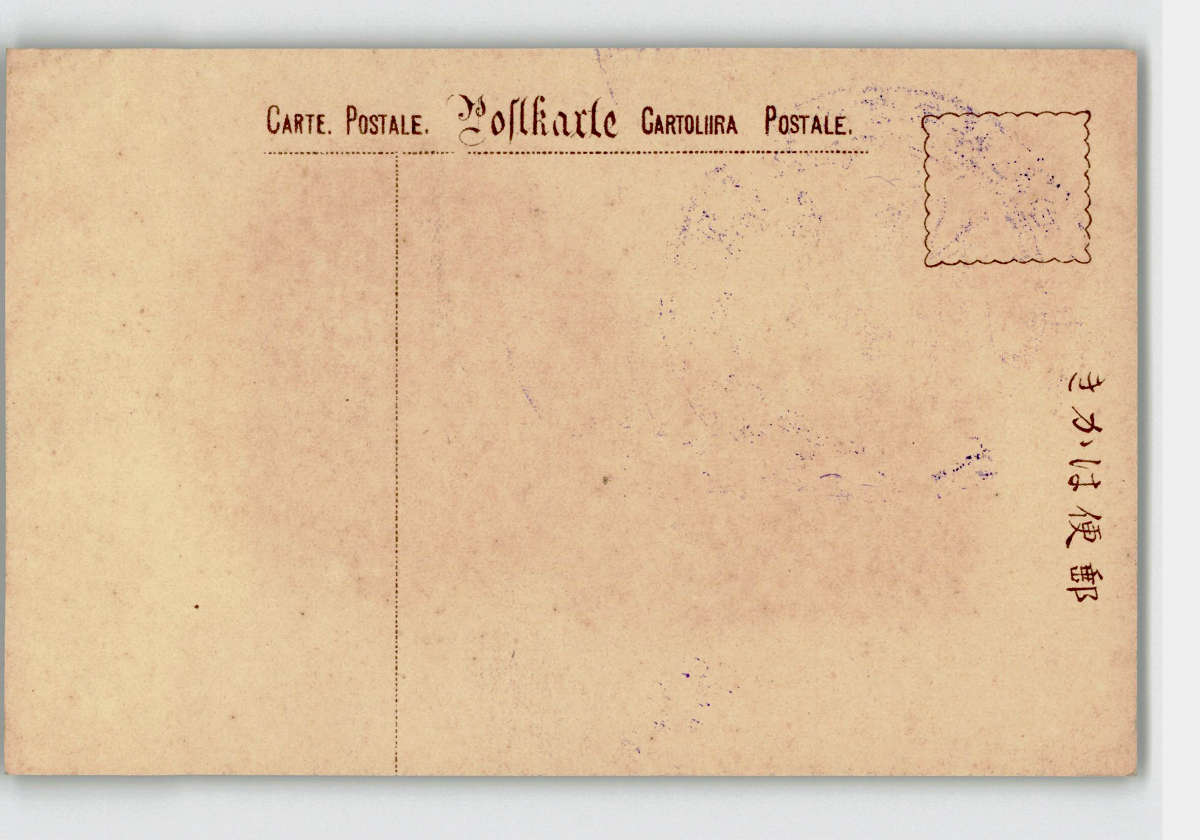 CARTE. POSTALE. Postkarte CARTOLIIRA POSTALE.
きかは便郵